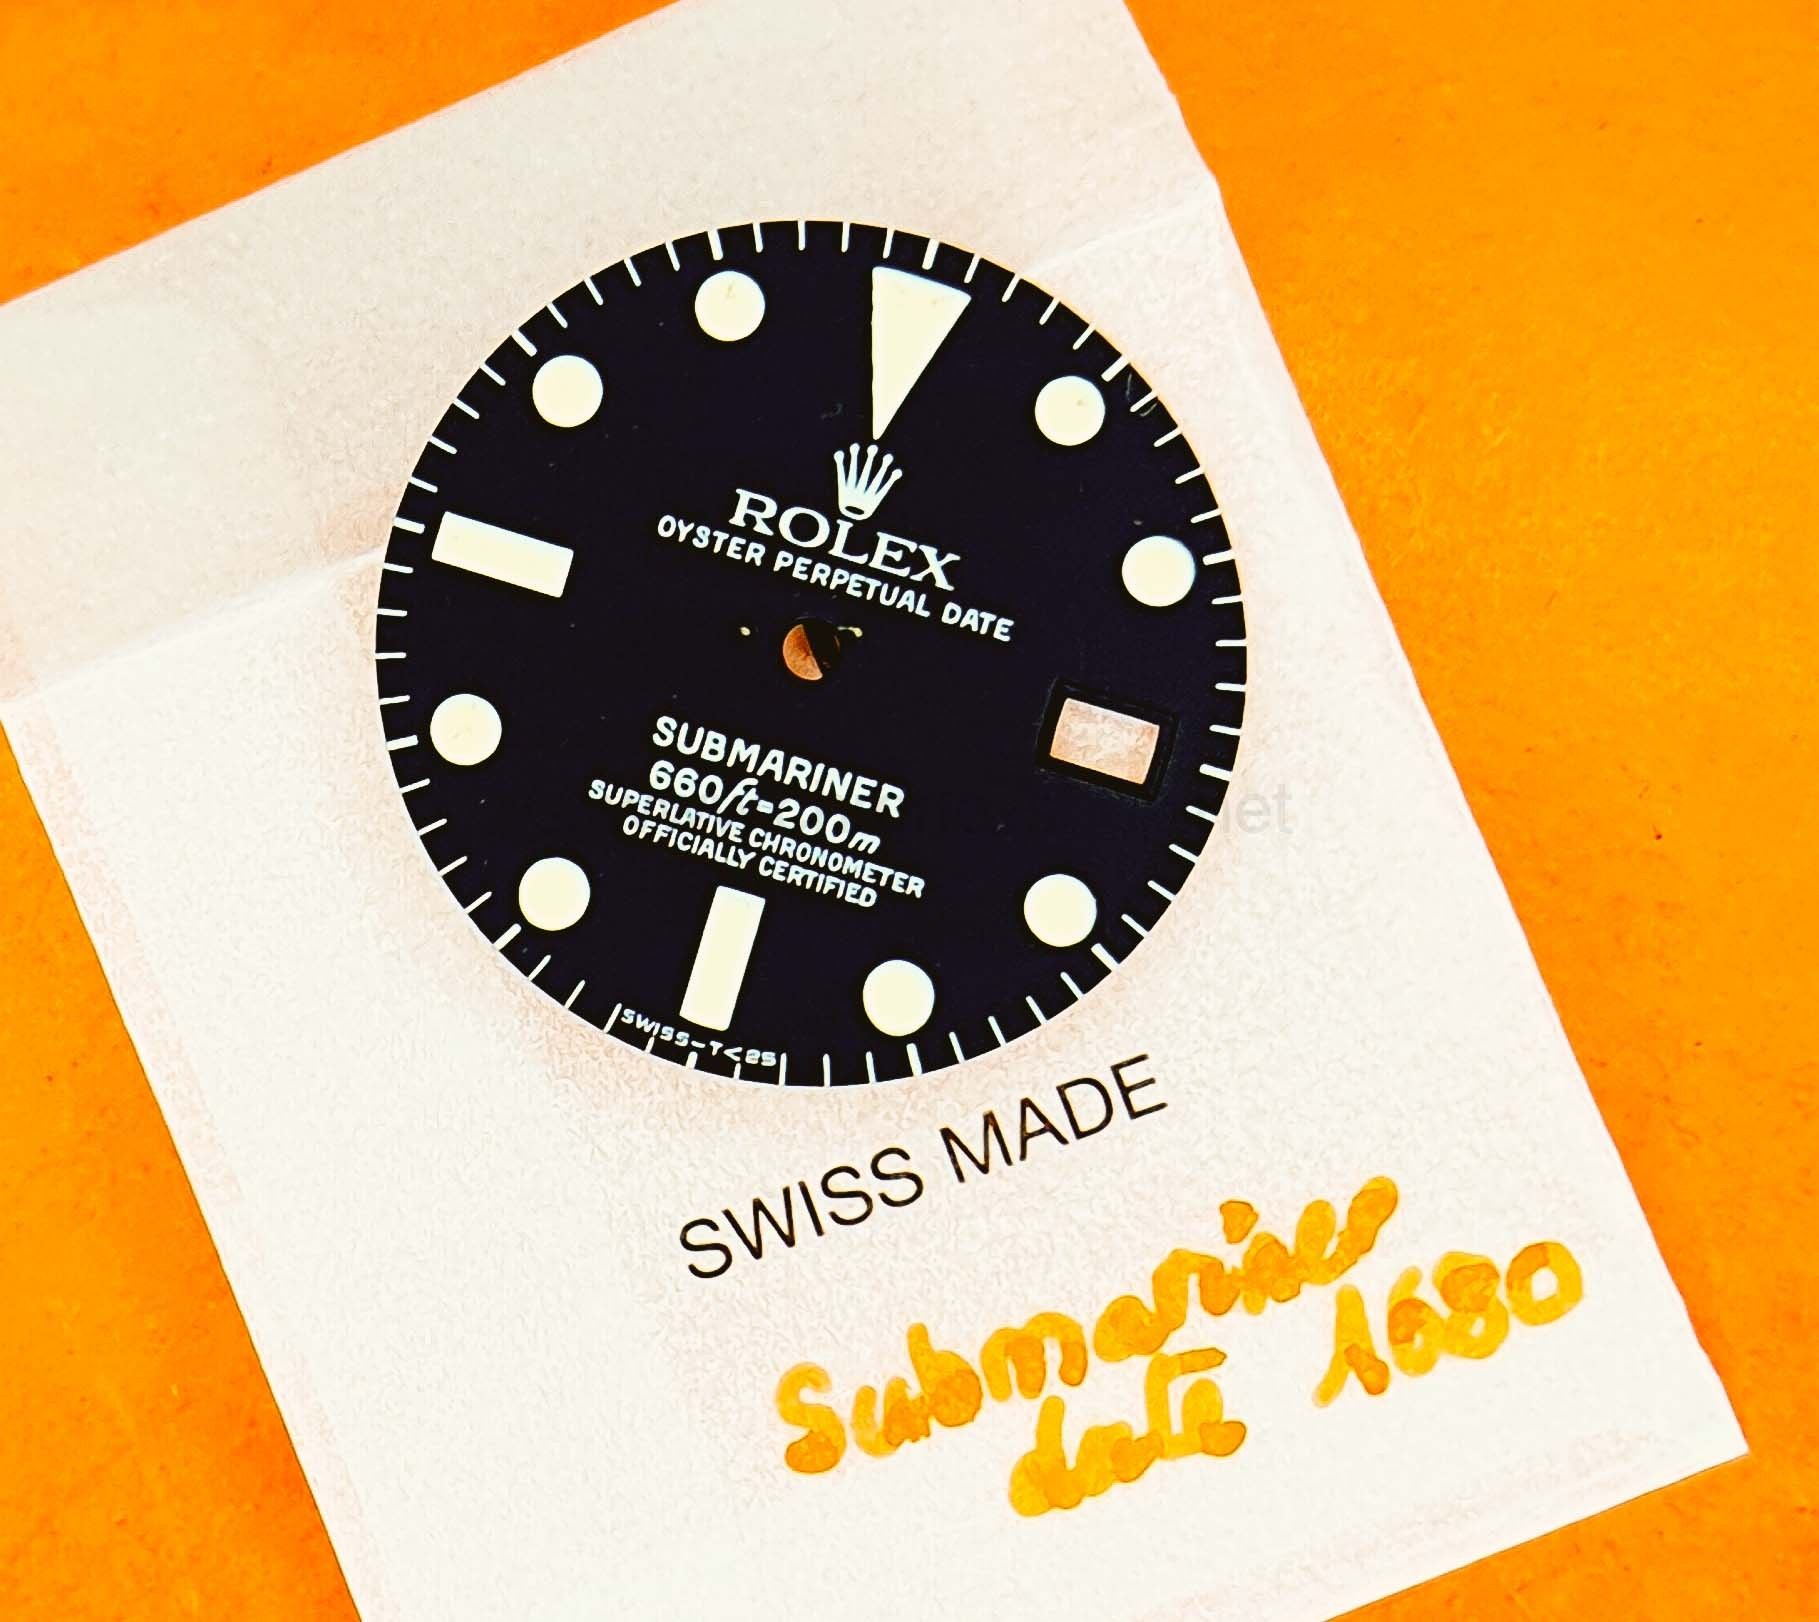 ROLEX
OYSTER PERPETUAL DATE
SUBMARINER
660ft=200m
SUPERLATIVE CHRONOMETER
OFFICIALLY CERTIFIED
SWISS-T<25
SWISS MADE
Submariner
date 1680